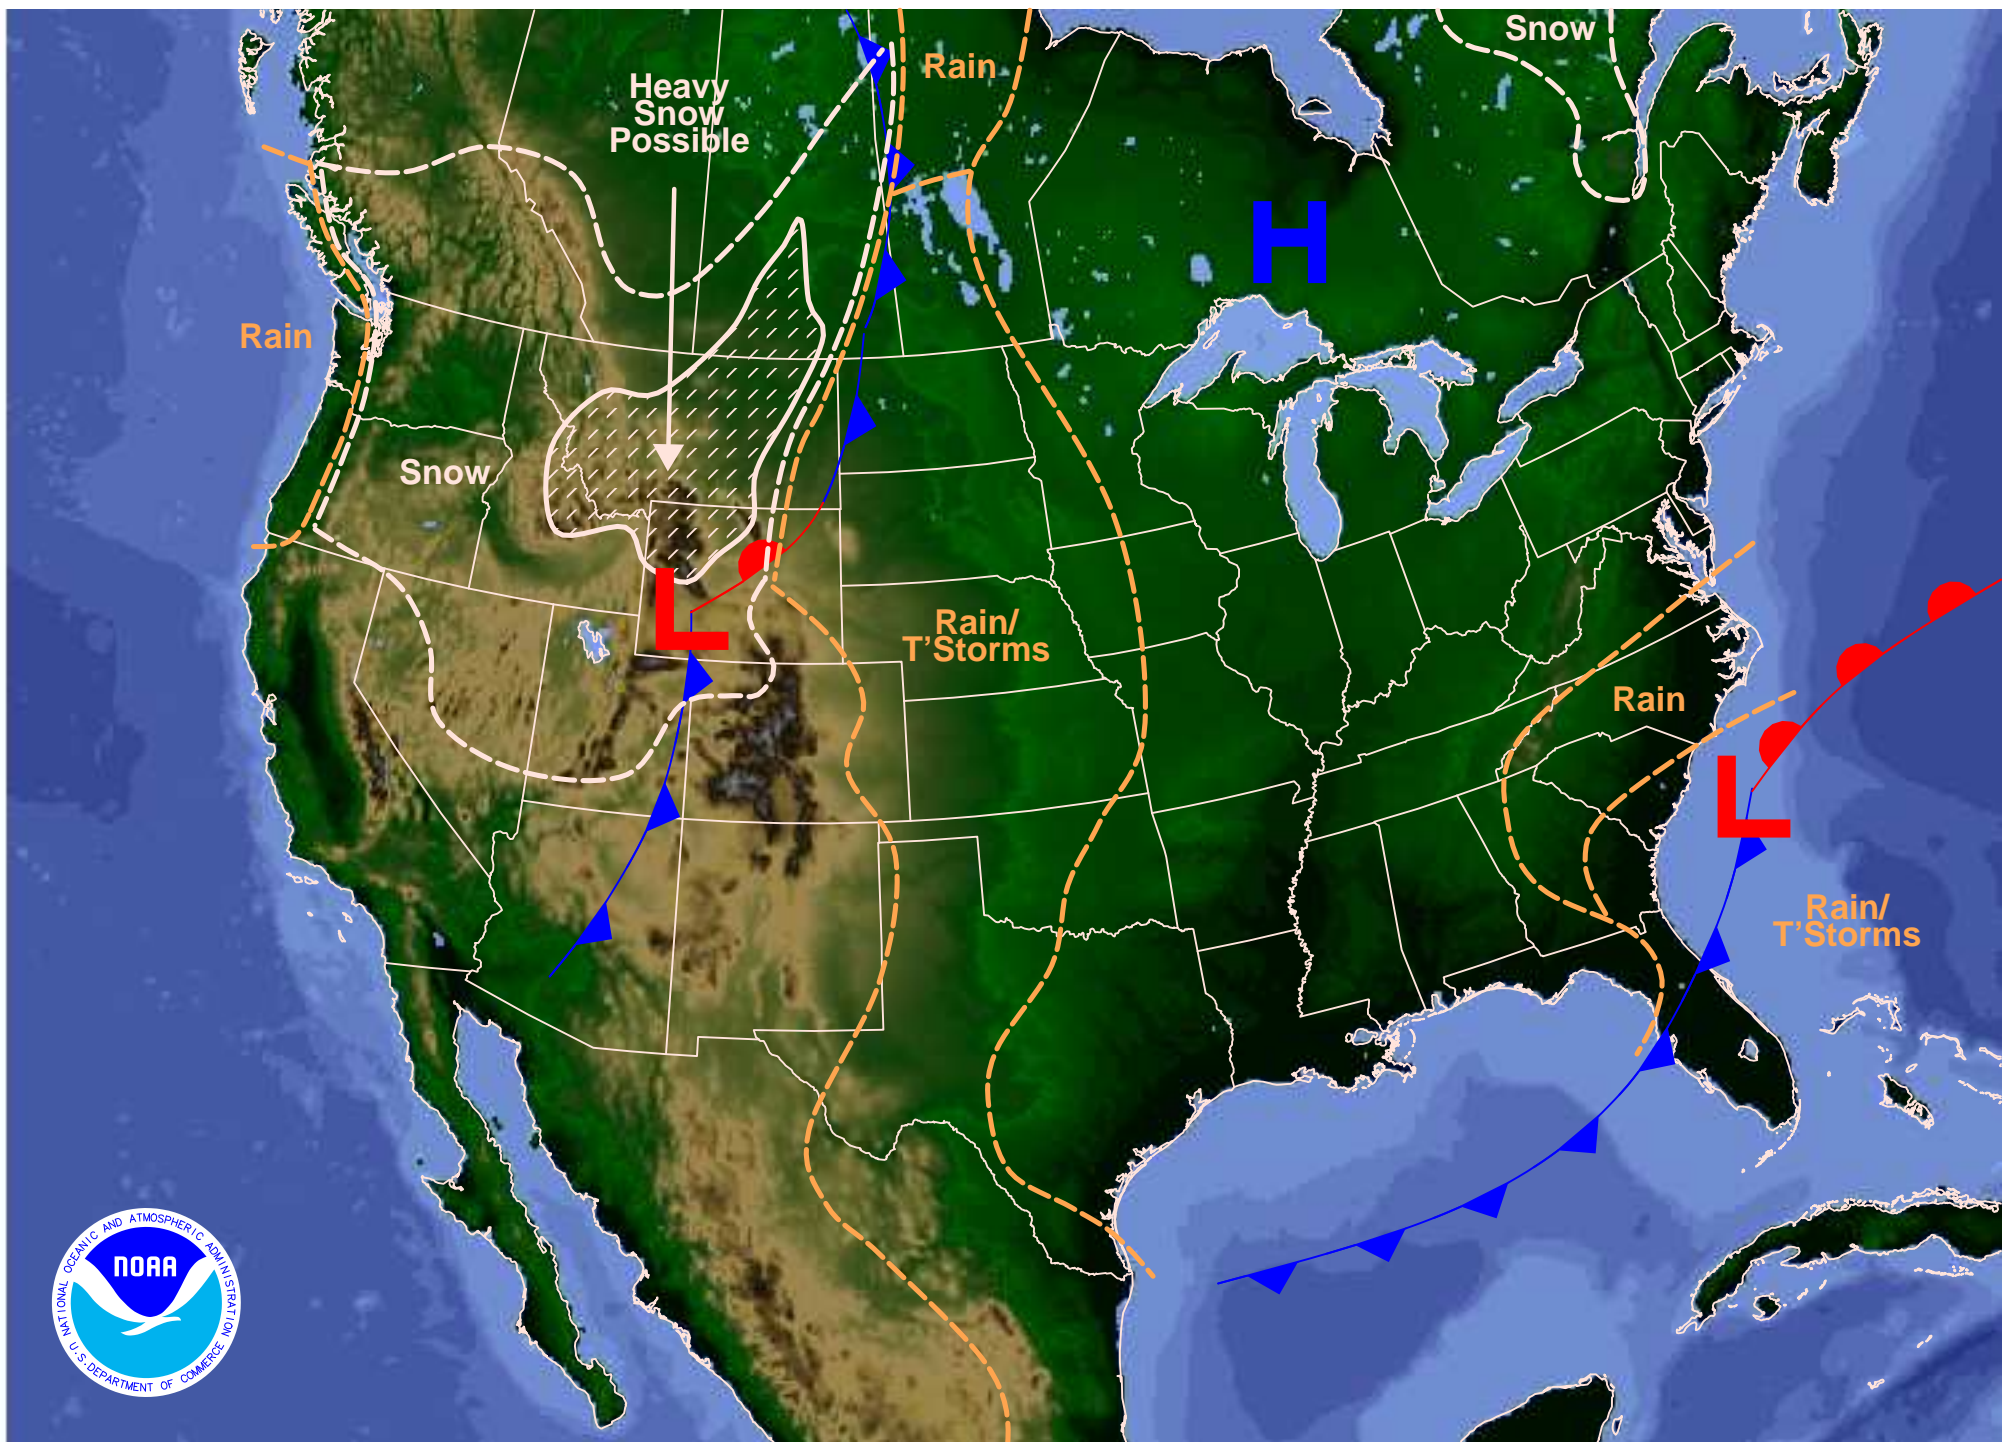 Snow
Rain
Heavy
Snow
Possible
H
Rain
Snow
L
Rain/
T'Storms
Rain
L
Rain/
T'Storms
NATIONAL OCEANIC AND ATMOSPHERIC ADMINISTRATION
NOAA
U.S. DEPARTMENT OF COMMERCE